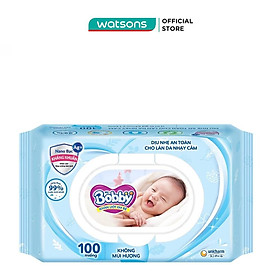 watsons
OFFICIAL
STORE
DỊU NHẸ AN TOÀN
CHO LÀN DA NHẠY CẢM
Nano Bạc Ag+
KHÁNG KHUẨN
99%
Bobby
100
KHÔNG
MÙI HƯƠNG
unicharm